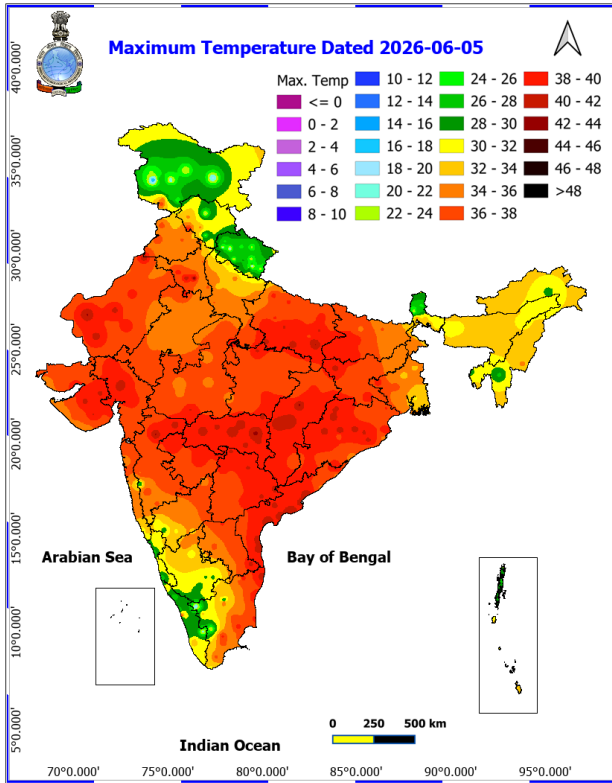 Maximum Temperature Dated 2026-06-05
Max. Temp
<= 0
0 - 2
2 - 4
4 - 6
6 - 8
8 - 10
10 - 12
12 - 14
14 - 16
16 - 18
18 - 20
20 - 22
22 - 24
24 - 26
26 - 28
28 - 30
30 - 32
32 - 34
34 - 36
36 - 38
38 - 40
40 - 42
42 - 44
44 - 46
46 - 48
>48
40°0.000'
35°0.000'
30°0.000'
25°0.000'
20°0.000'
15°0.000'
10°0.000'
5°0.000'
Arabian Sea
Bay of Bengal
0 250 500 km
Indian Ocean
70°0.000' 75°0.000' 80°0.000' 85°0.000' 90°0.000' 95°0.000'